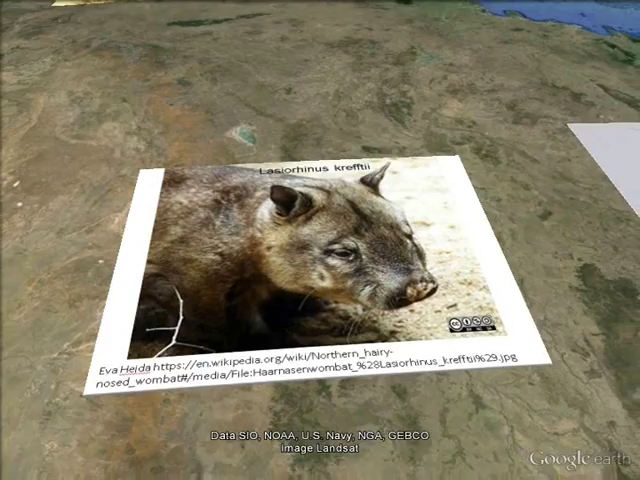 Lasiorhinus krefftii
Eva Hejda https://en.wikipedia.org/wiki/Northern_hairy-
nosed_wombat#/media/File:Haarnasenwombat_%28Lasiorhinus_krefftii%29.jpg
Data SIO, NOAA, U.S. Navy, NGA, GEBCO
Image Landsat
Google earth